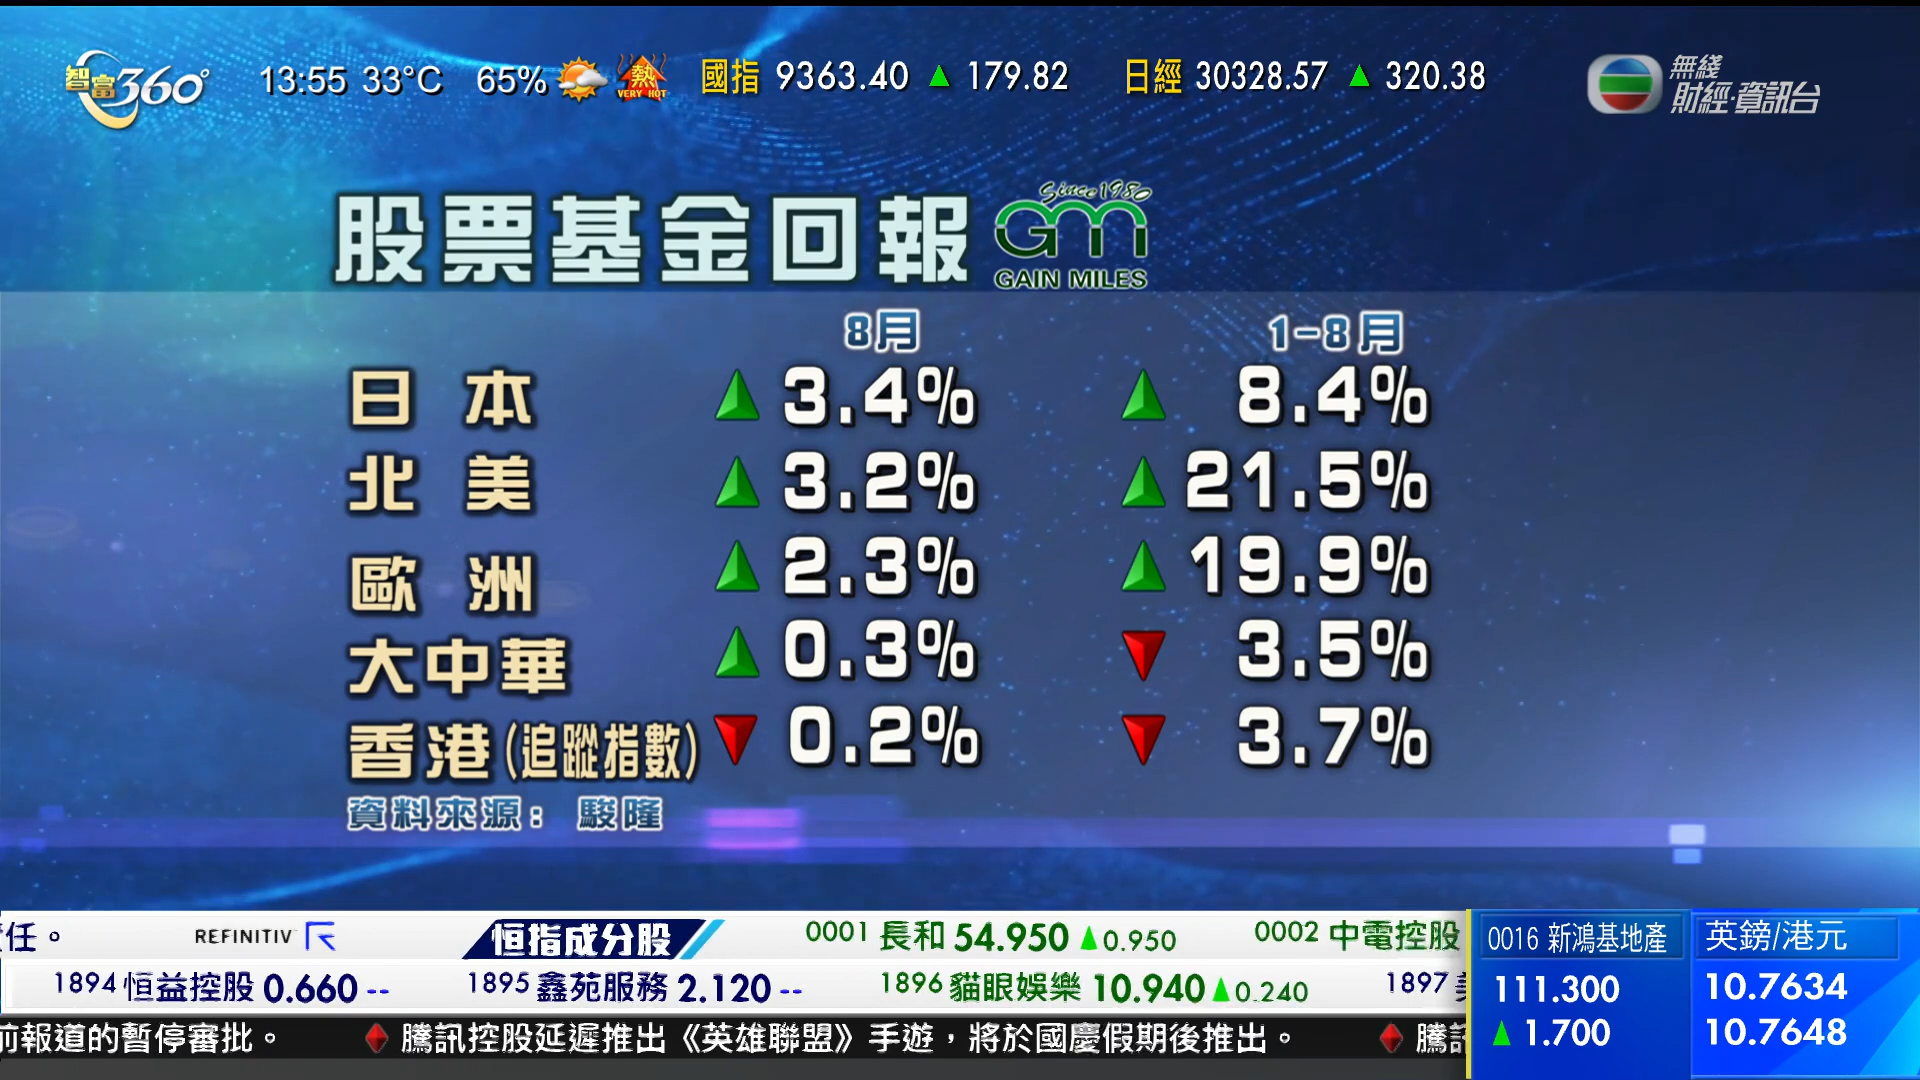 智富360° 13:55 33°C 65% 熱 VERY HOT 國指 9363.40 ▲ 179.82 日經 30328.57 ▲ 320.38 無綫
財經·資訊台
股票基金回報 Since 1980 GM
GAIN MILES
8月 1-8月
日本 ▲ 3.4% ▲ 8.4%
北美 ▲ 3.2% ▲ 21.5%
歐洲 ▲ 2.3% ▲ 19.9%
大中華 ▲ 0.3% ▼ 3.5%
香港(追蹤指數) ▼ 0.2% ▼ 3.7%
資料來源: 駿隆
任。 REFINITIV 恒指成分股 0001 長和 54.950 ▲0.950 0002 中電控股
1894 恒益控股 0.660 -- 1895 鑫苑服務 2.120 -- 1896 貓眼娛樂 10.940 ▲0.240 1897
前報道的暫停審批。 騰訊控股延遲推出《英雄聯盟》手遊，將於國慶假期後推出。 騰訊
0016 新鴻基地產
111.300
▲ 1.700
英鎊/港元
10.7634
10.7648